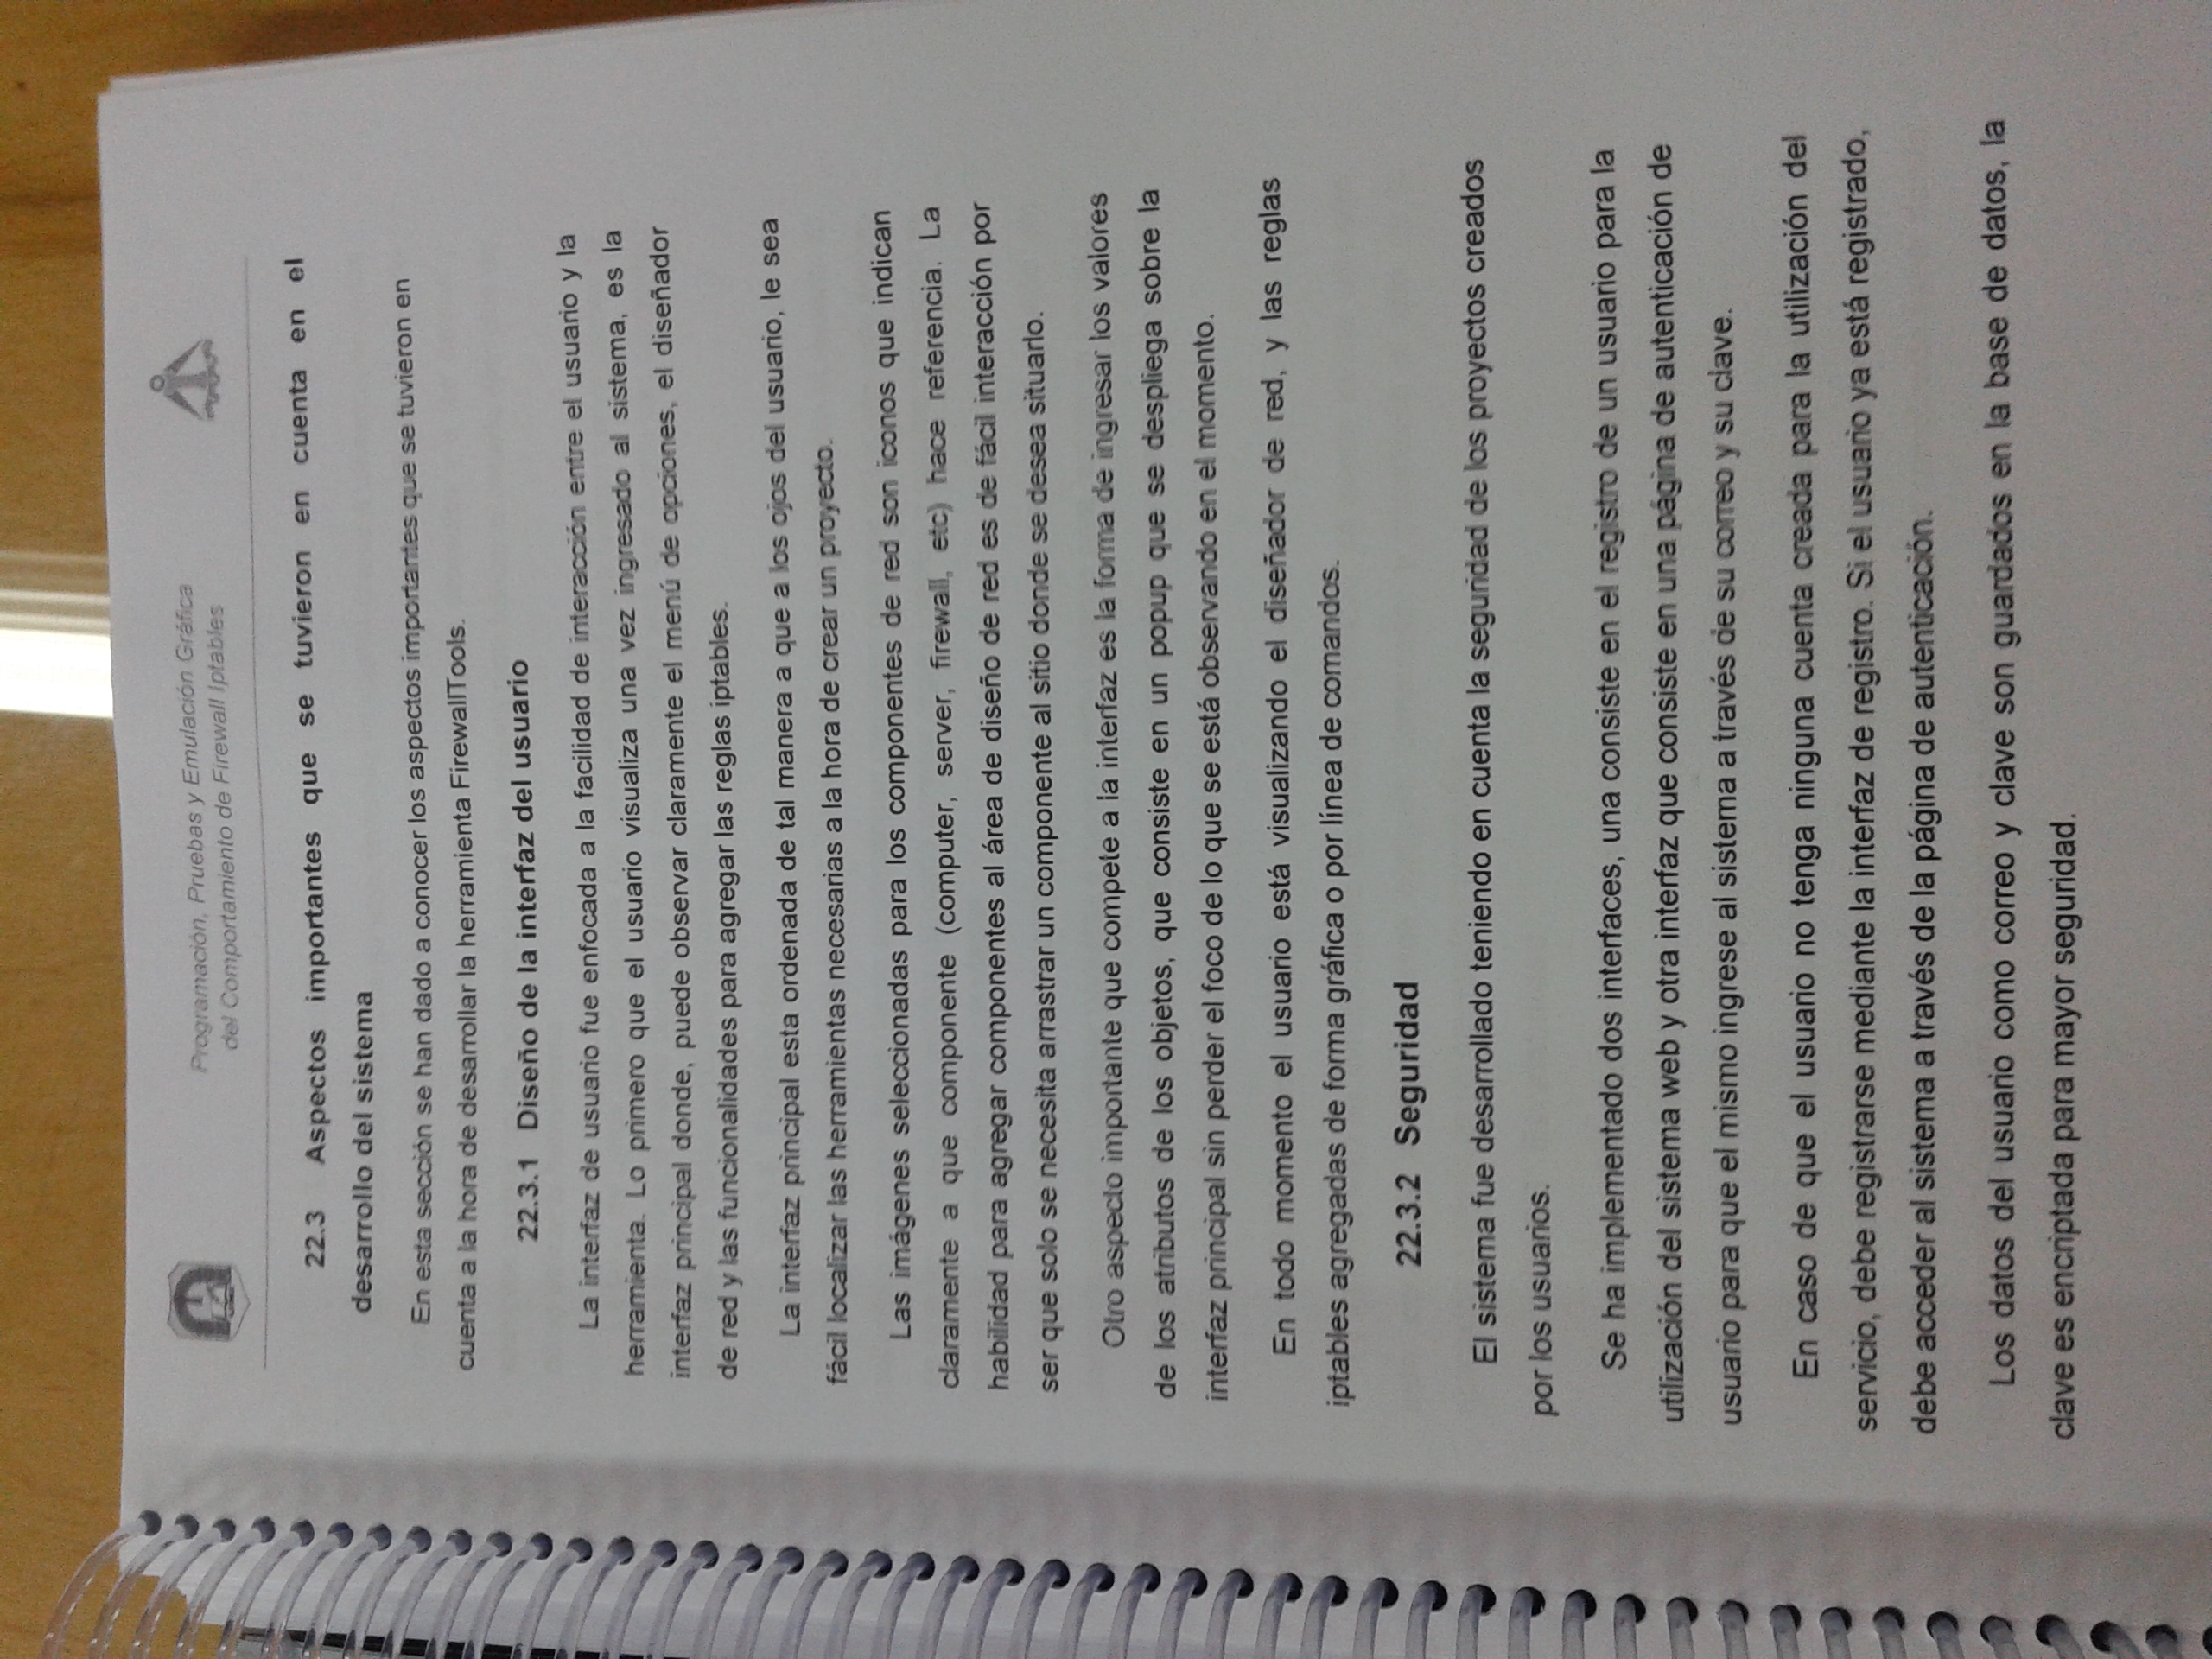 Programación, Pruebas y Emulación Gráfica
del Comportamiento de Firewall Iptables
22.3 Aspectos importantes que se tuvieron en cuenta en el
desarrollo del sistema
En esta sección se han dado a conocer los aspectos importantes que se tuvieron en
cuenta a la hora de desarrollar la herramienta FirewallTools.
22.3.1 Diseño de la interfaz del usuario
La interfaz de usuario fue enfocada a la facilidad de interacción entre el usuario y la
herramienta. Lo primero que el usuario visualiza una vez ingresado al sistema, es la
interfaz principal donde, puede observar claramente el menú de opciones, el diseñador
de red y las funcionalidades para agregar las reglas iptables.
La interfaz principal esta ordenada de tal manera a que a los ojos del usuario, le sea
fácil localizar las herramientas necesarias a la hora de crear un proyecto.
Las imágenes seleccionadas para los componentes de red son iconos que indican
claramente a que componente (computer, server, firewall, etc) hace referencia. La
habilidad para agregar componentes al área de diseño de red es de fácil interacción por
ser que solo se necesita arrastrar un componente al sitio donde se desea situarlo.
Otro aspecto importante que compete a la interfaz es la forma de ingresar los valores
de los atributos de los objetos, que consiste en un popup que se despliega sobre la
interfaz principal sin perder el foco de lo que se está observando en el momento.
En todo momento el usuario está visualizando el diseñador de red, y las reglas
iptables agregadas de forma gráfica o por línea de comandos.
22.3.2 Seguridad
El sistema fue desarrollado teniendo en cuenta la seguridad de los proyectos creados
por los usuarios.
Se ha implementado dos interfaces, una consiste en el registro de un usuario para la
utilización del sistema web y otra interfaz que consiste en una página de autenticación de
usuario para que el mismo ingrese al sistema a través de su correo y su clave.
En caso de que el usuario no tenga ninguna cuenta creada para la utilización del
servicio, debe registrarse mediante la interfaz de registro. Si el usuario ya está registrado,
debe acceder al sistema a través de la página de autenticación.
Los datos del usuario como correo y clave son guardados en la base de datos, la
clave es encriptada para mayor seguridad.